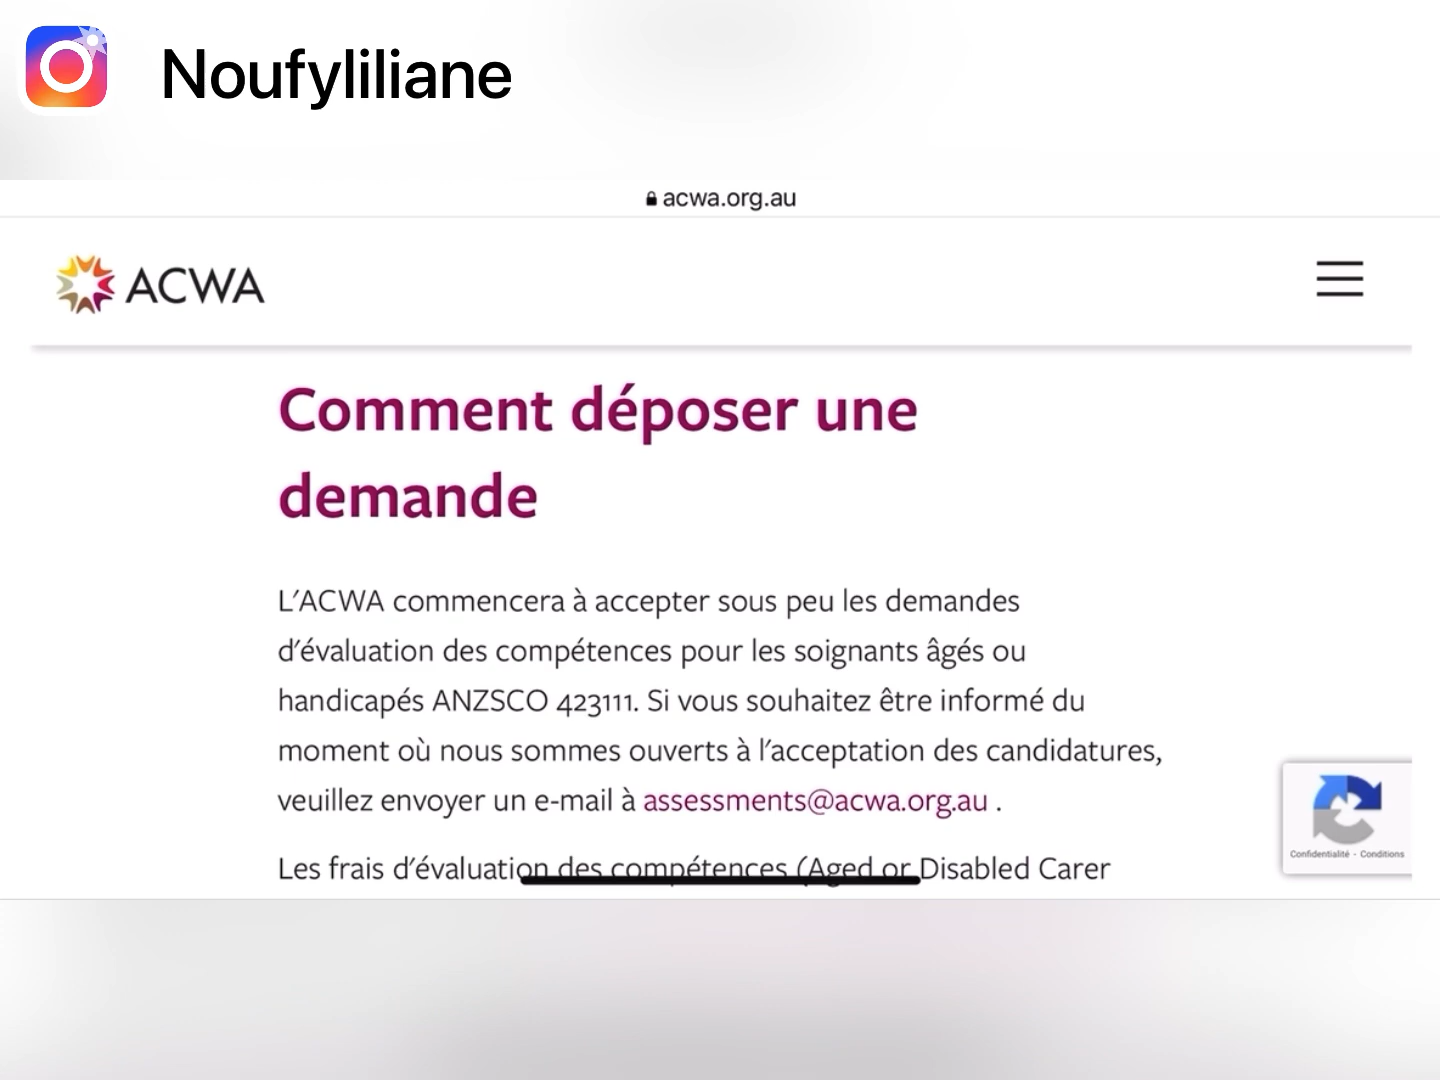 Noufyliliane
acwa.org.au
ACWA
Comment déposer une
demande
L'ACWA commencera à accepter sous peu les demandes
d'évaluation des compétences pour les soignants âgés ou
handicapés ANZSCO 423111. Si vous souhaitez être informé du
moment où nous sommes ouverts à l'acceptation des candidatures,
veuillez envoyer un e-mail à assessments@acwa.org.au .
Confidentialité - Conditions
Les frais d'évaluation des compétences (Aged or Disabled Carer